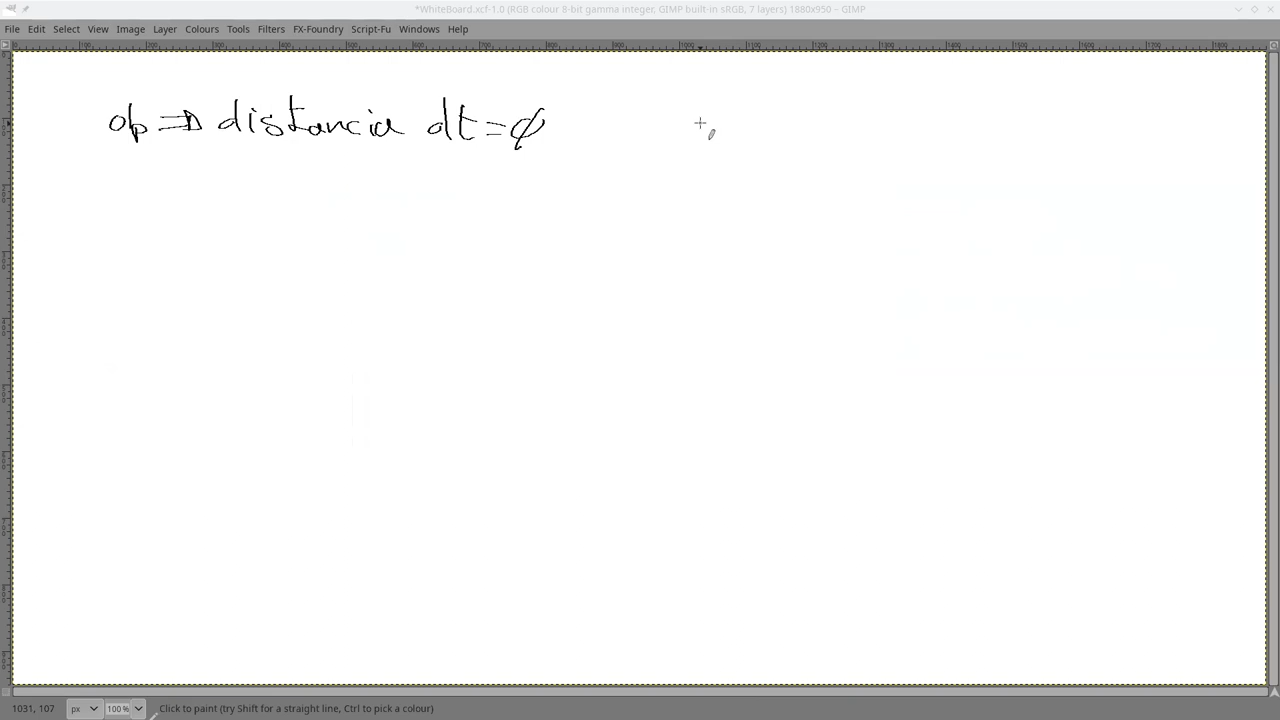 *WhiteBoard.xcf-1.0 (RGB colour 8-bit gamma integer, GIMP built-in sRGB, 7 layers) 1880x950 – GIMP
File Edit Select View Image Layer Colours Tools Filters FX-Foundry Script-Fu Windows Help
op ⇒ distancia dt=φ
1031, 107 px 100% Click to paint (try Shift for a straight line, Ctrl to pick a colour)